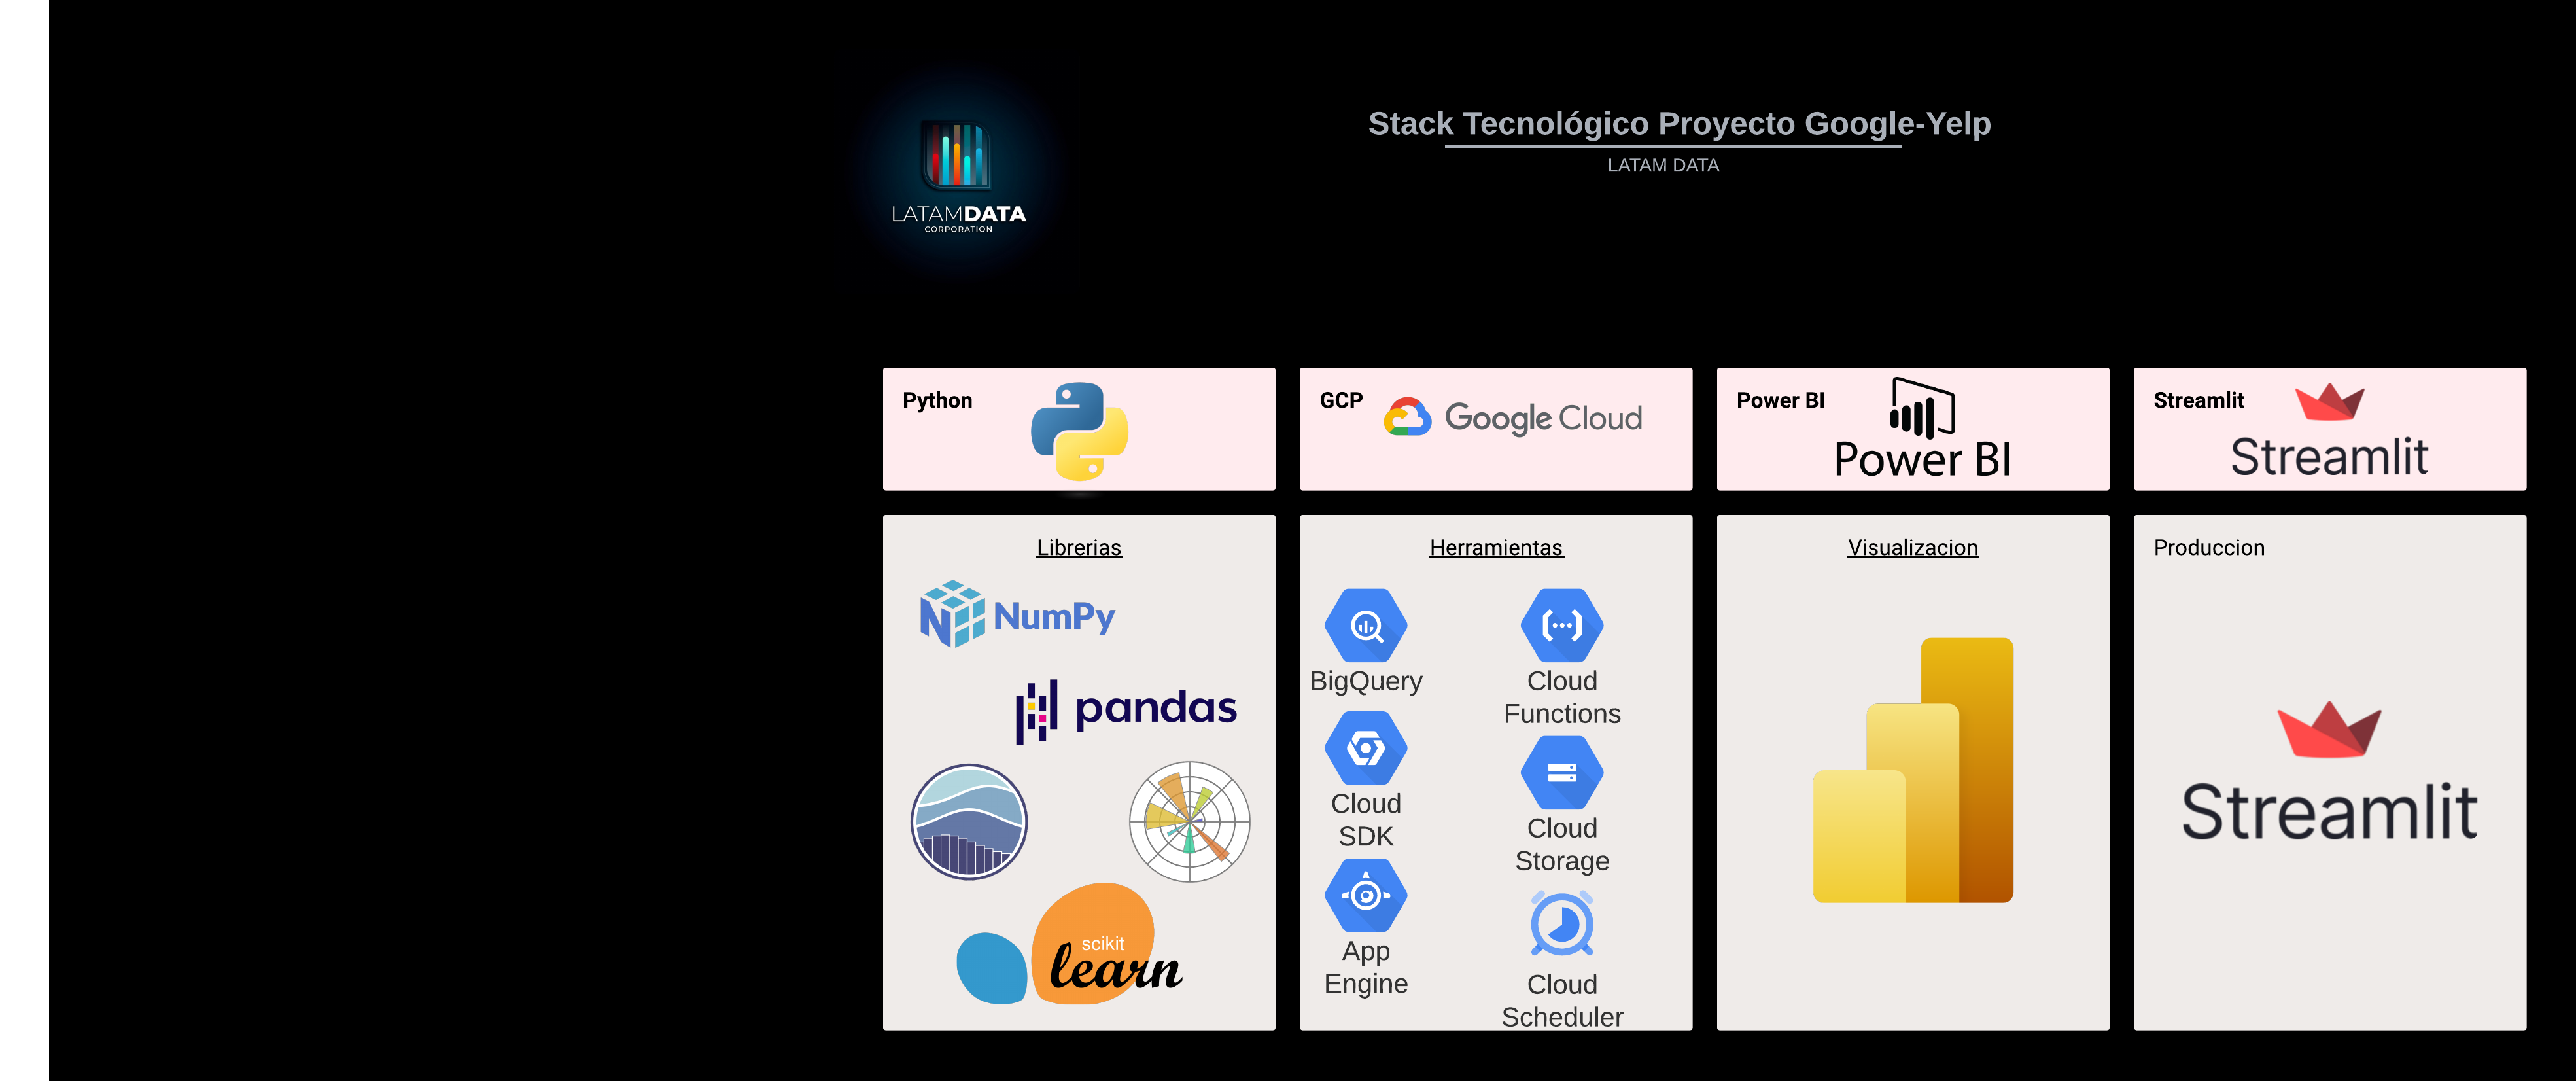 Stack Tecnológico Proyecto Google-Yelp
LATAM DATA
LATAMDATA
CORPORATION
Python
GCP
Google Cloud
Power BI
Power BI
Streamlit
Streamlit
Librerias
NumPy
pandas
scikit
learn
Herramientas
BigQuery
Cloud
Functions
Cloud
SDK
Cloud
Storage
App
Engine
Cloud
Scheduler
Visualizacion
Produccion
Streamlit